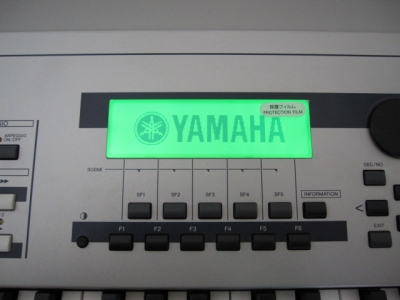 保護フィルム
PROTECTION FILM
YAMAHA
ARPEGGIO
ON/OFF
SCENE
SEQ/NO
SF1 SF2 SF3 SF4 SF5 INFORMATION
F1 F2 F3 F4 F5 F6
EXIT